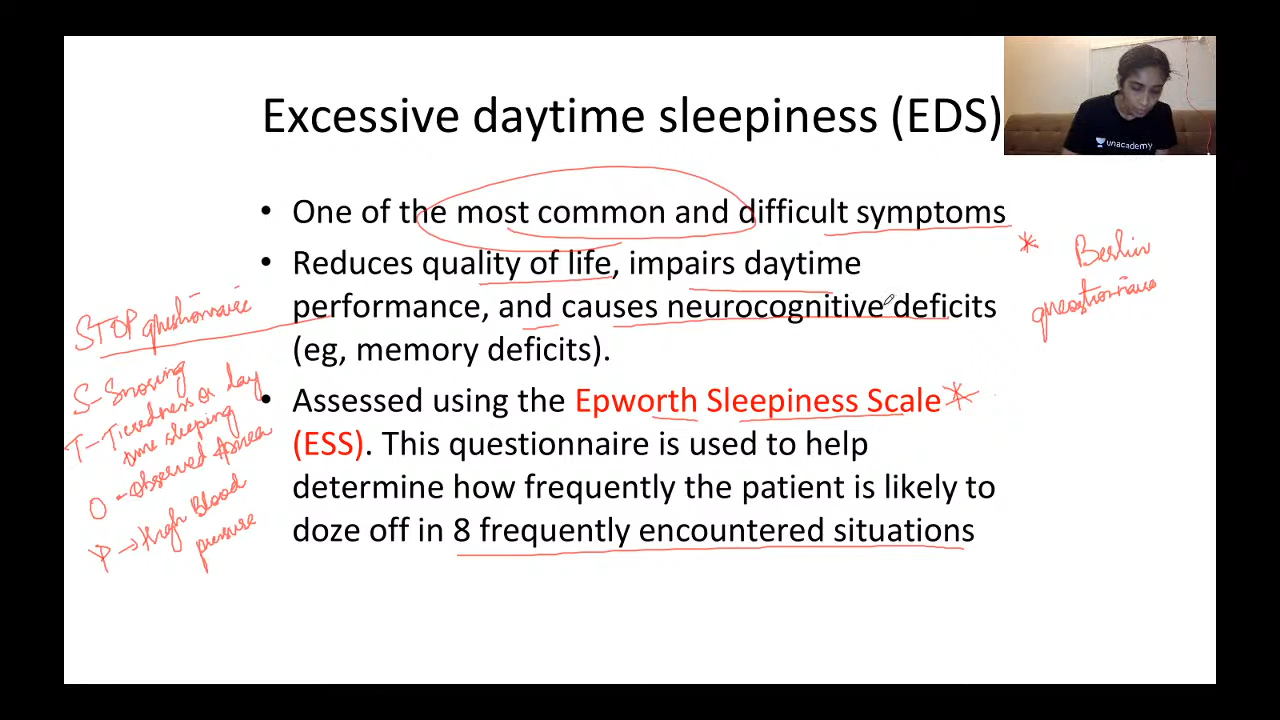 Excessive daytime sleepiness (EDS)
unacademy
• One of the most common and difficult symptoms
• Reduces quality of life, impairs daytime
performance, and causes neurocognitive deficits
(eg, memory deficits).
• Assessed using the Epworth Sleepiness Scale*
(ESS). This questionnaire is used to help
determine how frequently the patient is likely to
doze off in 8 frequently encountered situations
STOP questionnaire
S - Snoring
T - Tiredness or day
time sleeping
O - Observed
P → High Blood
pressure
* Berlin
questionnaire